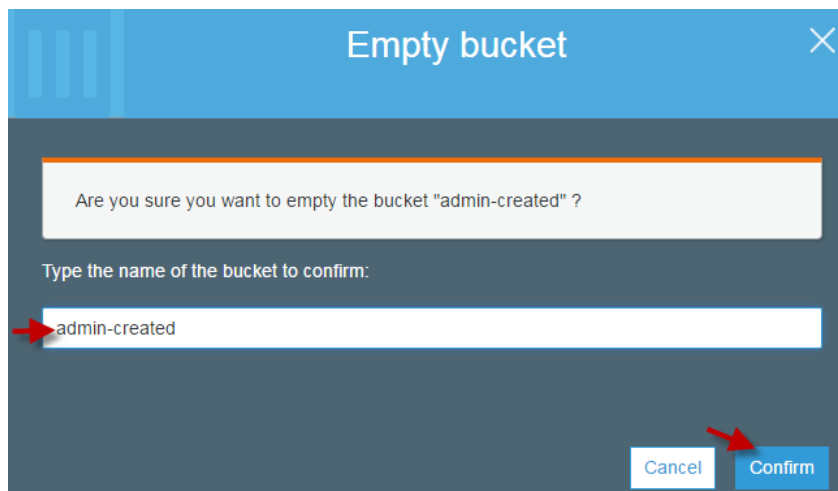 Empty bucket
Are you sure you want to empty the bucket "admin-created" ?
Type the name of the bucket to confirm:
admin-created
Cancel
Confirm